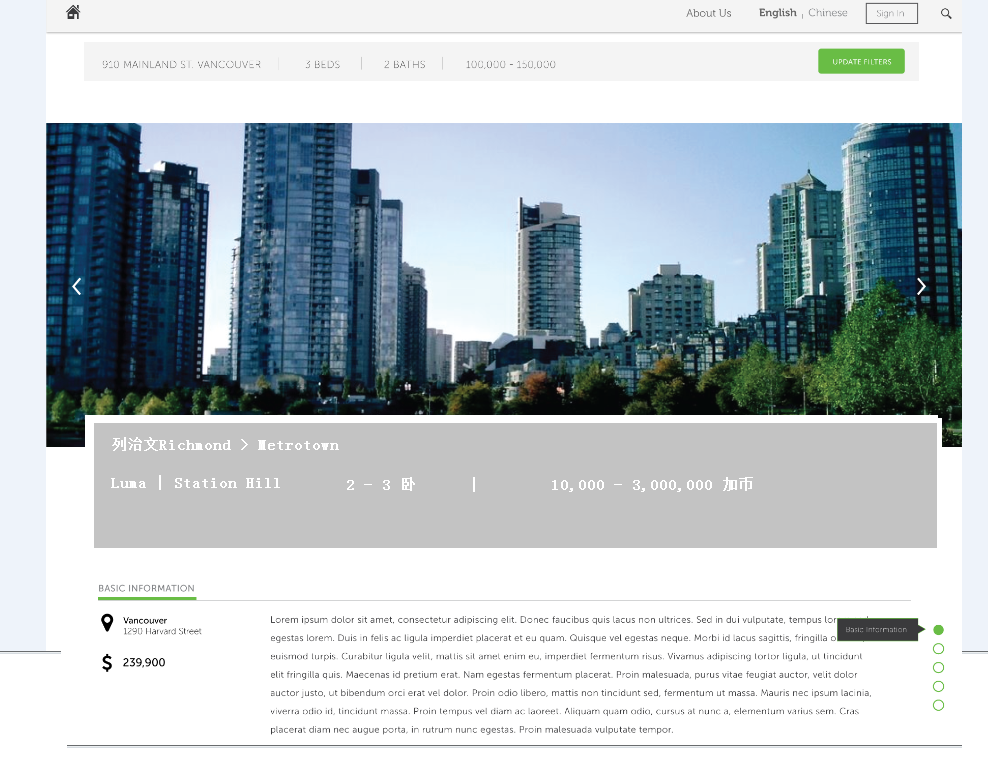 About Us English | Chinese Sign In
910 MAINLAND ST. VANCOUVER 3 BEDS 2 BATHS 100,000 - 150,000 UPDATE FILTERS
列治文Richmond > Metrotown
Luma | Station Hill 2 - 3 卧 | 10,000 - 3,000,000 加币
BASIC INFORMATION
Vancouver
1290 Harvard Street
$ 239,900
Lorem ipsum dolor sit amet, consectetur adipiscing elit. Donec faucibus quis lacus non ultrices. Sed in dui vulputate, tempus
egestas lorem. Duis in felis ac ligula imperdiet placerat et eu quam. Quisque vel egestas neque. Morbi id lacus sagittis, fringilla
euismod turpis. Curabitur ligula velit, mattis sit amet enim eu, imperdiet fermentum risus. Vivamus adipiscing tortor ligula, ut tincidunt
elit fringilla quis. Maecenas id pretium erat. Nam egestas fermentum placerat. Proin malesuada, purus vitae feugiat auctor, velit dolor
auctor justo, ut bibendum orci erat vel dolor. Proin odio libero, mattis non tincidunt sed, fermentum ut massa. Mauris nec ipsum lacinia,
viverra odio id, tincidunt massa. Proin tempus vel diam ac laoreet. Aliquam quam odio, cursus at nunc a, elementum varius sem. Cras
placerat diam nec augue porta, in rutrum nunc egestas. Proin malesuada vulputate tempor.
Basic Information